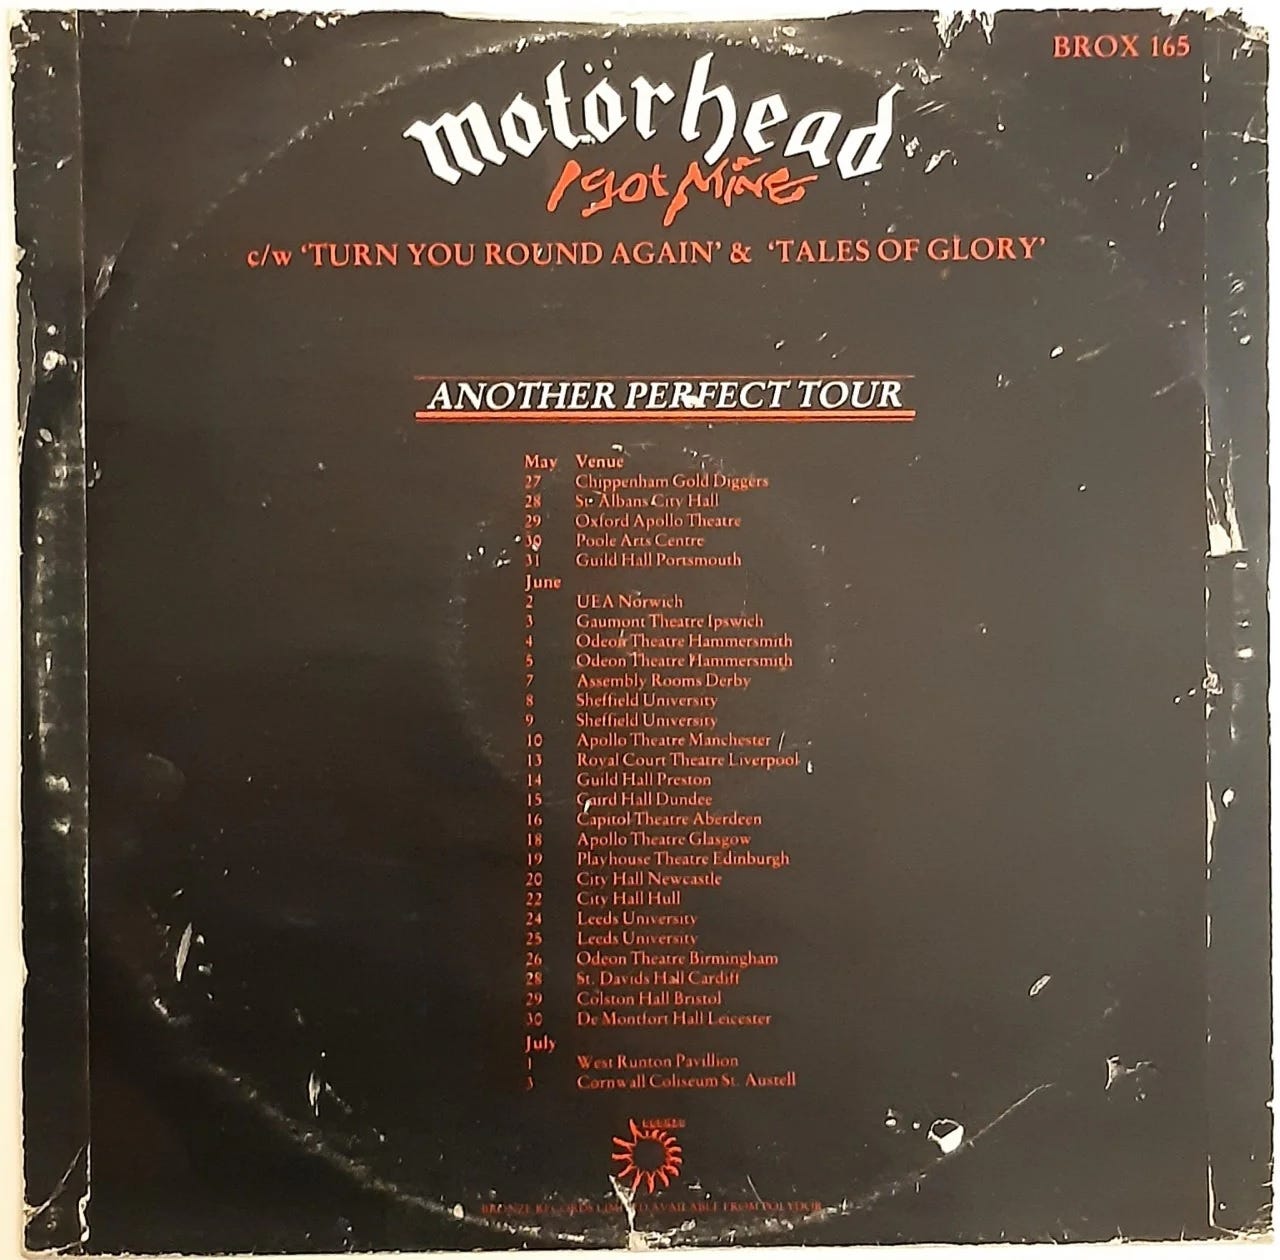 BROX 165
motörhead
I got Mine
c/w ‘TURN YOU ROUND AGAIN’ & ‘TALES OF GLORY’
ANOTHER PERFECT TOUR
May Venue
27 Chippenham Gold Diggers
28 St. Albans City Hall
29 Oxford Apollo Theatre
30 Poole Arts Centre
31 Guild Hall Portsmouth
June
2 UEA Norwich
3 Gaumont Theatre Ipswich
4 Odeon Theatre Hammersmith
5 Odeon Theatre Hammersmith
7 Assembly Rooms Derby
8 Sheffield University
9 Sheffield University
10 Apollo Theatre Manchester
13 Royal Court Theatre Liverpool
14 Guild Hall Preston
15 Caird Hall Dundee
16 Capitol Theatre Aberdeen
18 Apollo Theatre Glasgow
19 Playhouse Theatre Edinburgh
20 City Hall Newcastle
22 City Hall Hull
24 Leeds University
25 Leeds University
26 Odeon Theatre Birmingham
28 St. Davids Hall Cardiff
29 Colston Hall Bristol
30 De Montfort Hall Leicester
July
1 West Runton Pavillion
3 Cornwall Coliseum St. Austell
BRONZE
BRONZE RECORDS LIMITED AVAILABLE FROM POLYDOR